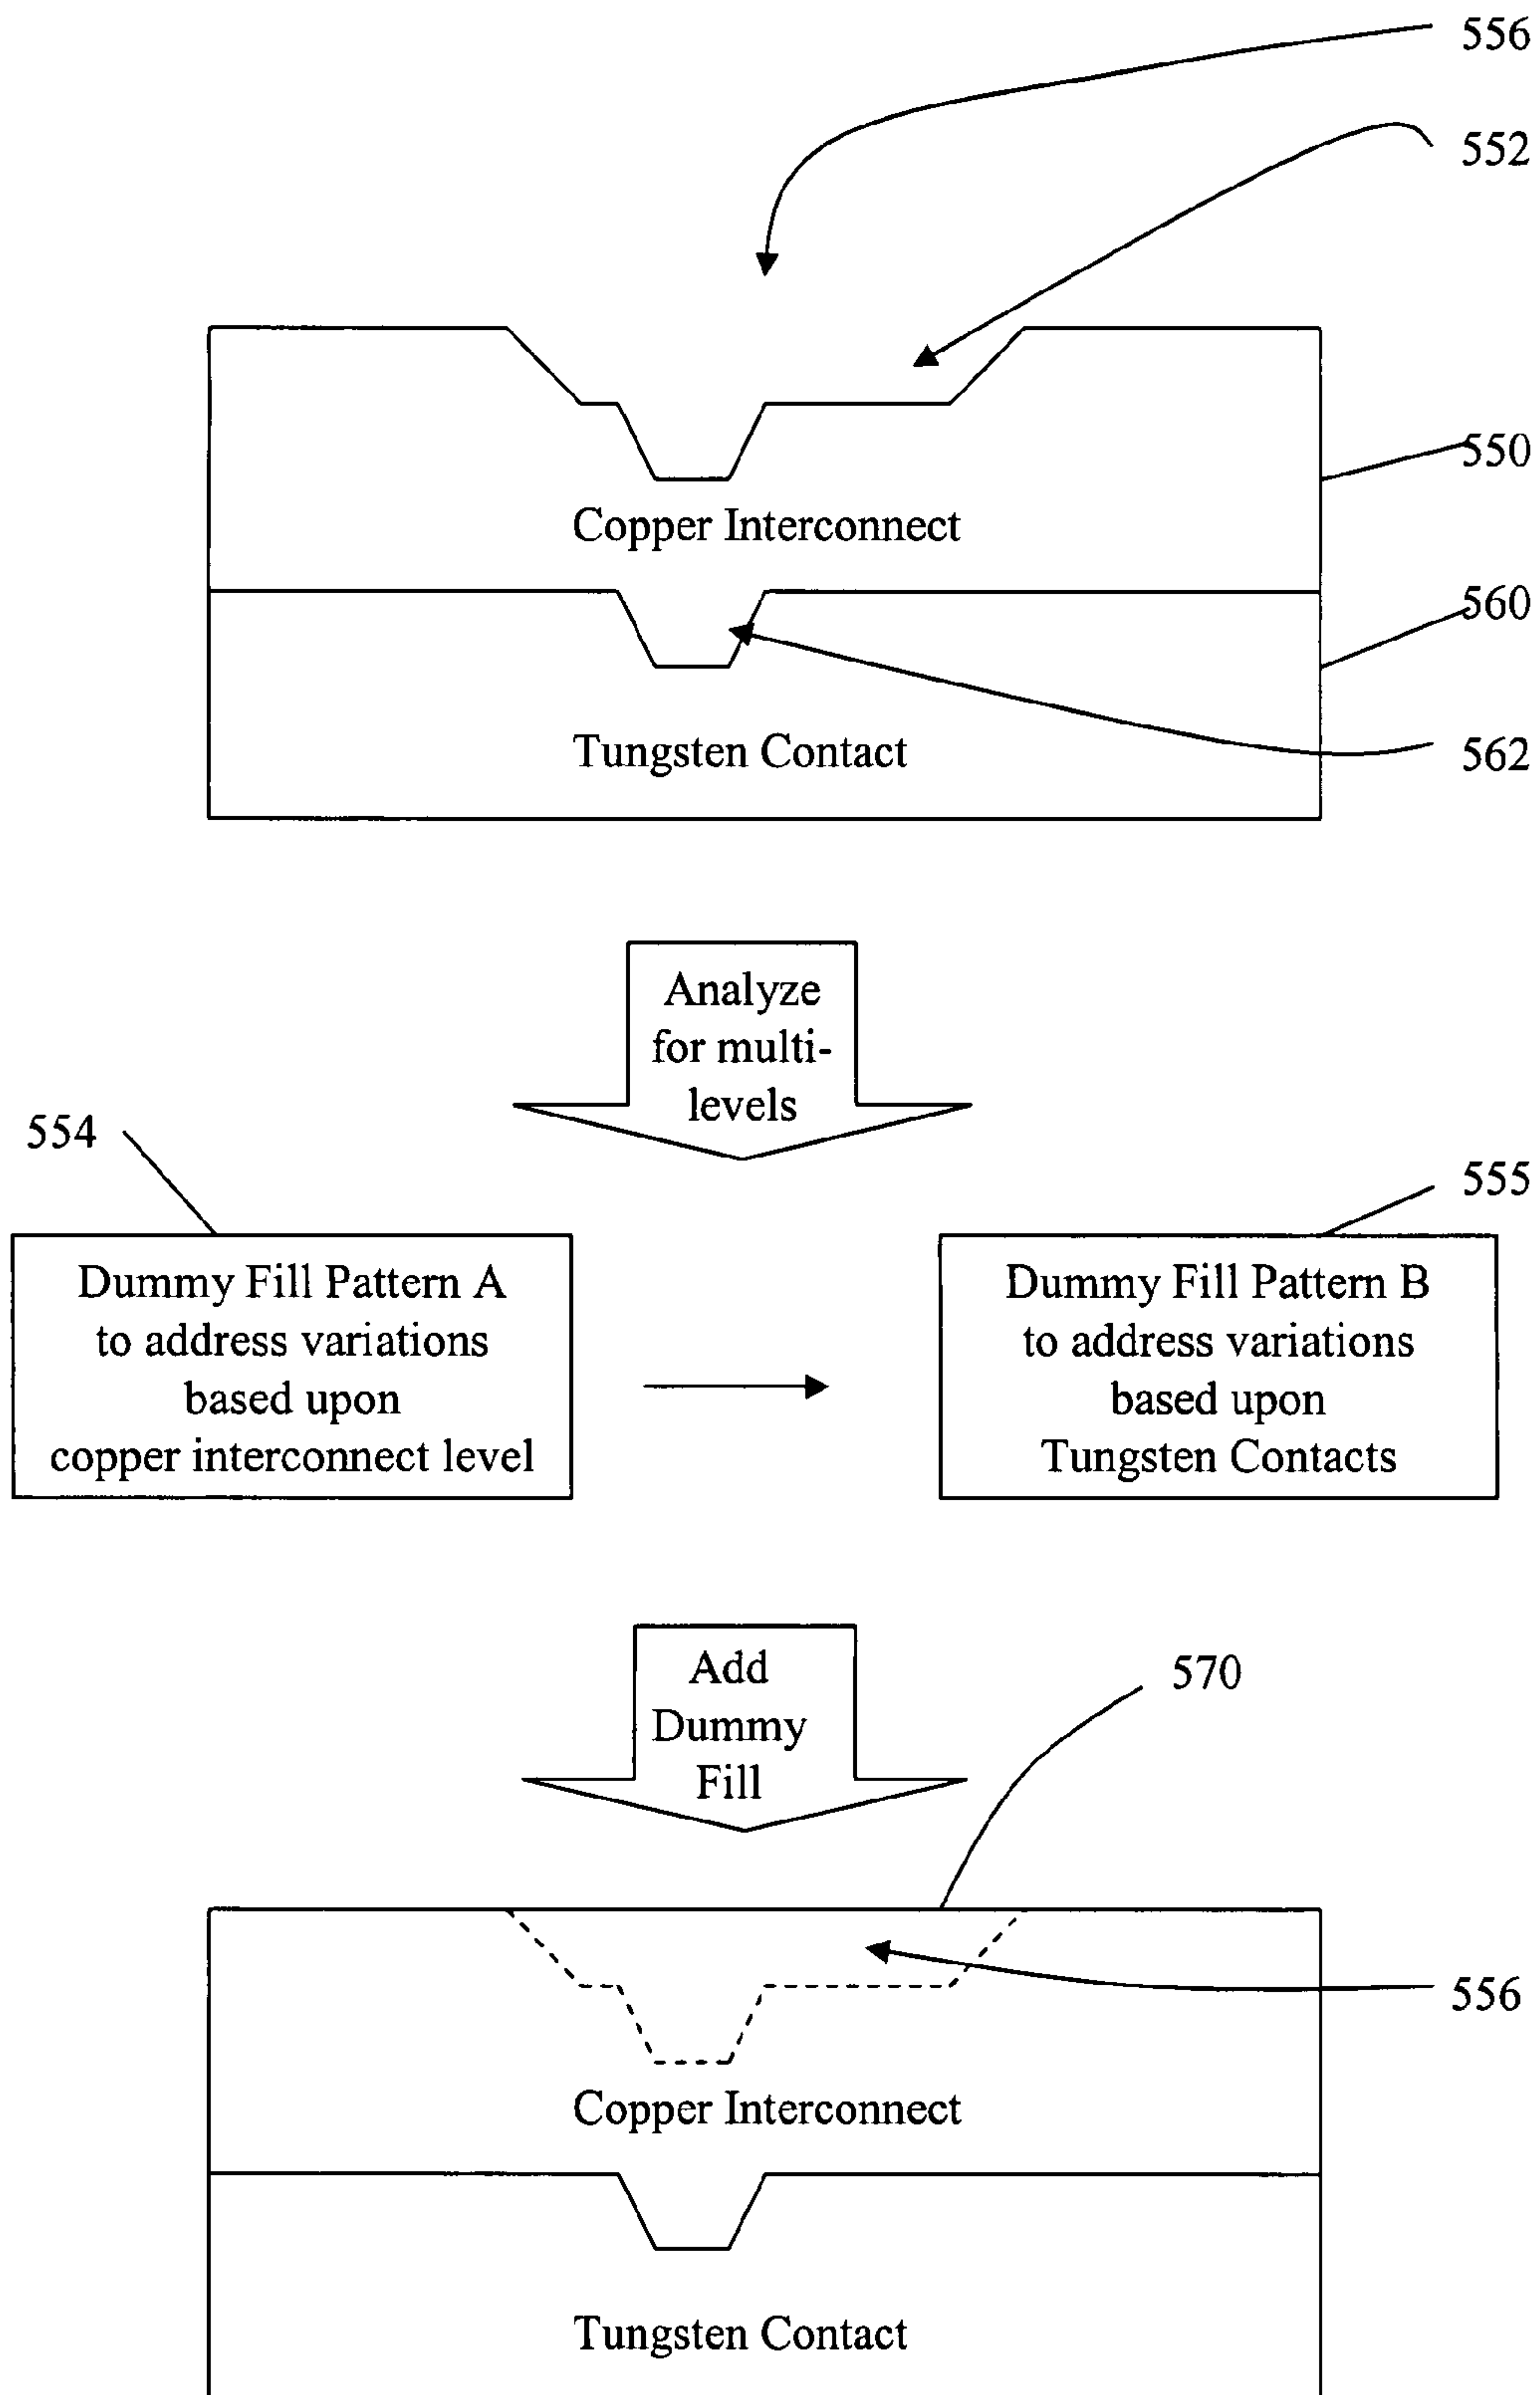 556
552
550
Copper Interconnect
560
Tungsten Contact
562
Analyze
for multi-
levels
554
555
Dummy Fill Pattern A
to address variations
based upon
copper interconnect level
Dummy Fill Pattern B
to address variations
based upon
Tungsten Contacts
Add
Dummy
Fill
570
556
Copper Interconnect
Tungsten Contact